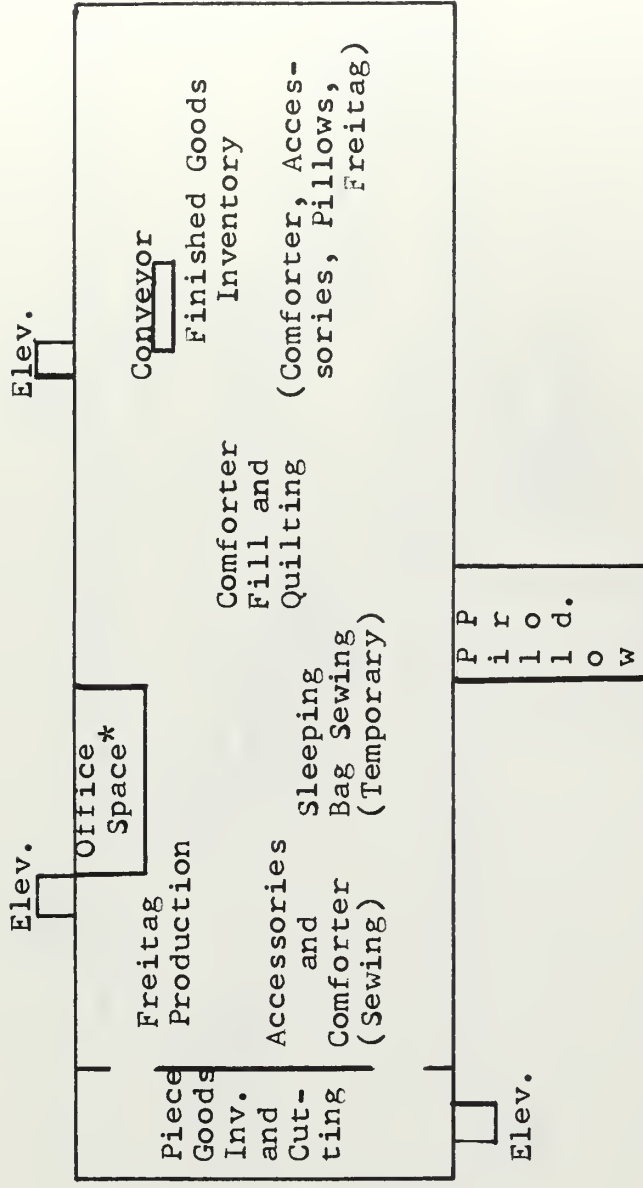 Elev.
Elev.
Office
Space*
Conveyor
Finished Goods
Inventory
(Comforter, Acces-
sories, Pillows,
Freitag)
Comforter
Fill and
Quilting
Freitag
Production
Accessories
and
Comforter
(Sewing)
Sleeping
Bag Sewing
(Temporary)
Piece
Goods
Inv.
and
Cut-
ting
Elev.
Pillow
Prod.